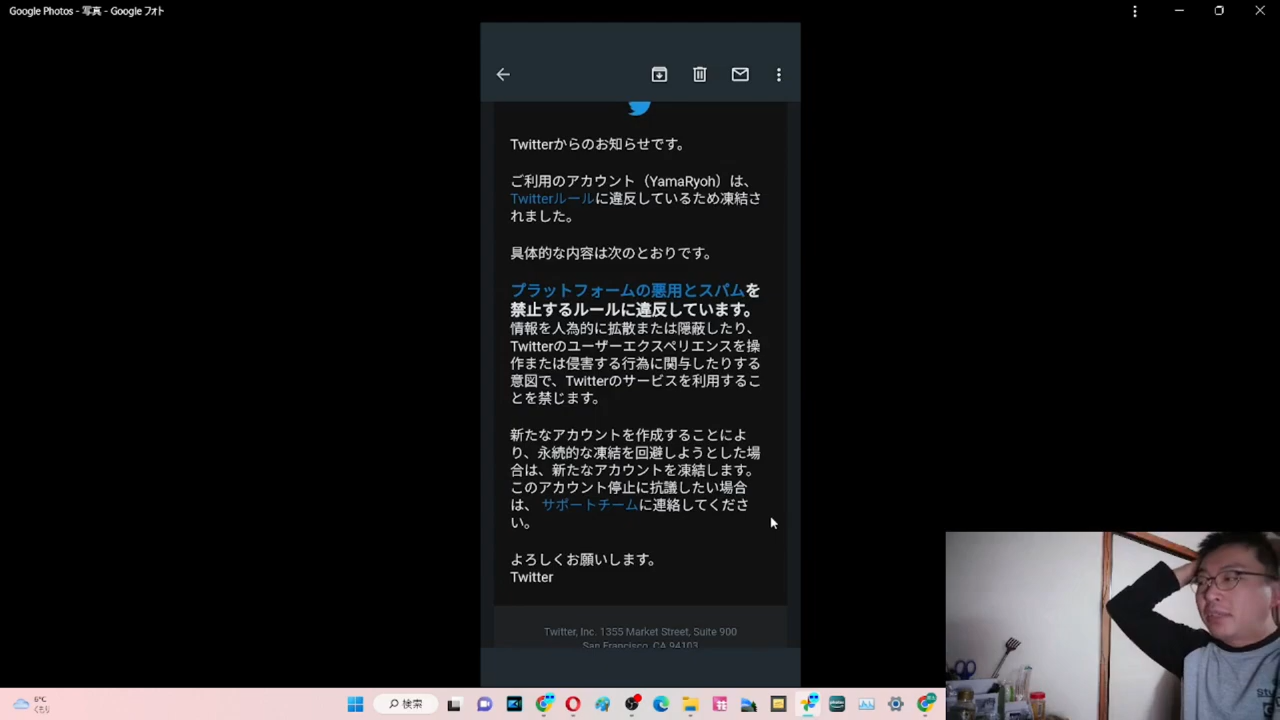 Google Photos - 写真 - Google フォト
Twitterからのお知らせです。
ご利用のアカウント（YamaRyoh）は、
Twitterルールに違反しているため凍結さ
れました。
具体的な内容は次のとおりです。
プラットフォームの悪用とスパムを
禁止するルールに違反しています。
情報を人為的に拡散または隠蔽したり、
Twitterのユーザーエクスペリエンスを操
作または侵害する行為に関与したりする
意図で、Twitterのサービスを利用するこ
とを禁じます。
新たなアカウントを作成することによ
り、永続的な凍結を回避しようとした場
合は、新たなアカウントを凍結します。
このアカウント停止に抗議したい場合
は、 サポートチームに連絡してくださ
い。
よろしくお願いします。
Twitter
Twitter, Inc. 1355 Market Street, Suite 900
San Francisco, CA 94103
6°C
くもり
検索